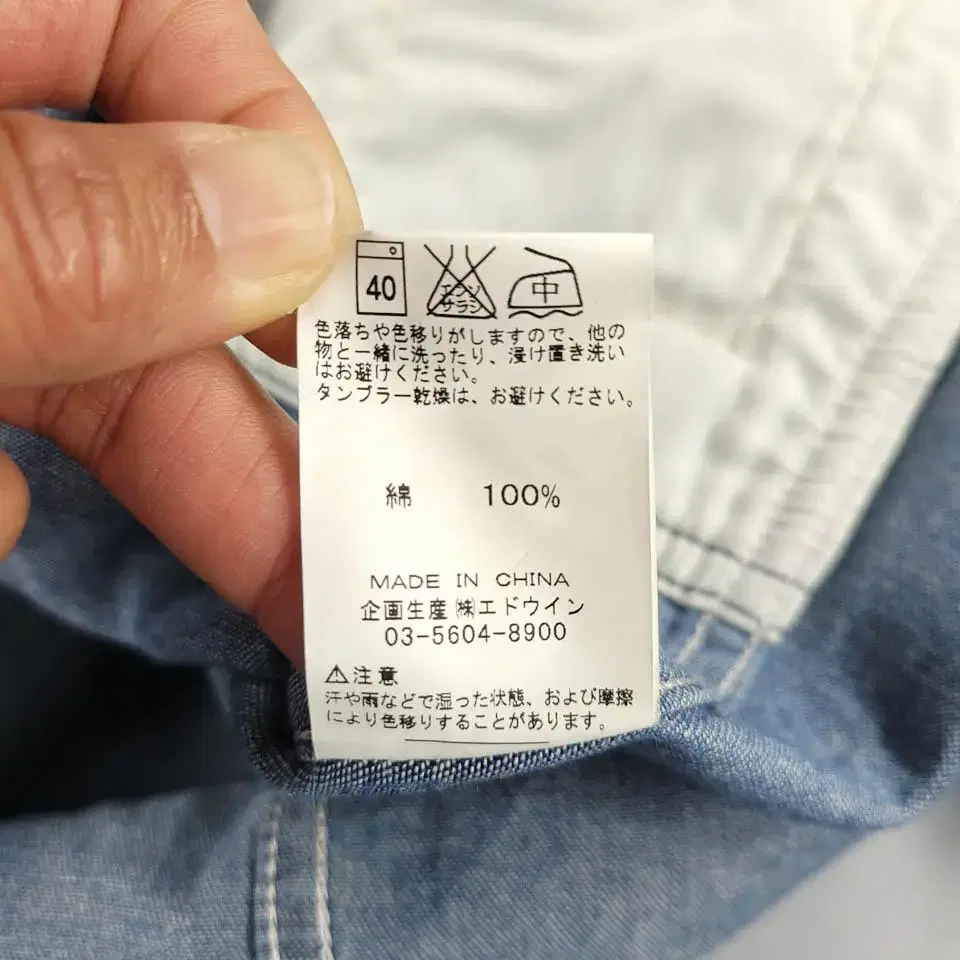 40
エンソ
サラシ
中
色落ちや色移りがしますので、他の
物と一緒に洗ったり、浸け置き洗い
はお避けください。
タンブラー乾燥は、お避けください。
綿 100%
MADE IN CHINA
企画生産㈱エドウイン
03-5604-8900
⚠注意
汗や雨などで湿った状態、および摩擦
により色移りすることがあります。